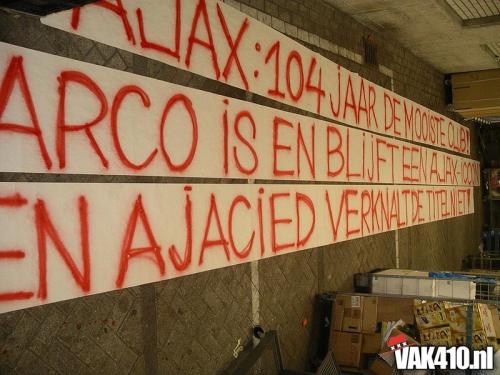 AJAX: 104 JAAR DE MOOISTE CLUB!
ARCO IS EN BLIJFT EEN AJAX-ICOON
EN AJACIED VERKNALT DE TITEL NIET!
VAK410.nl